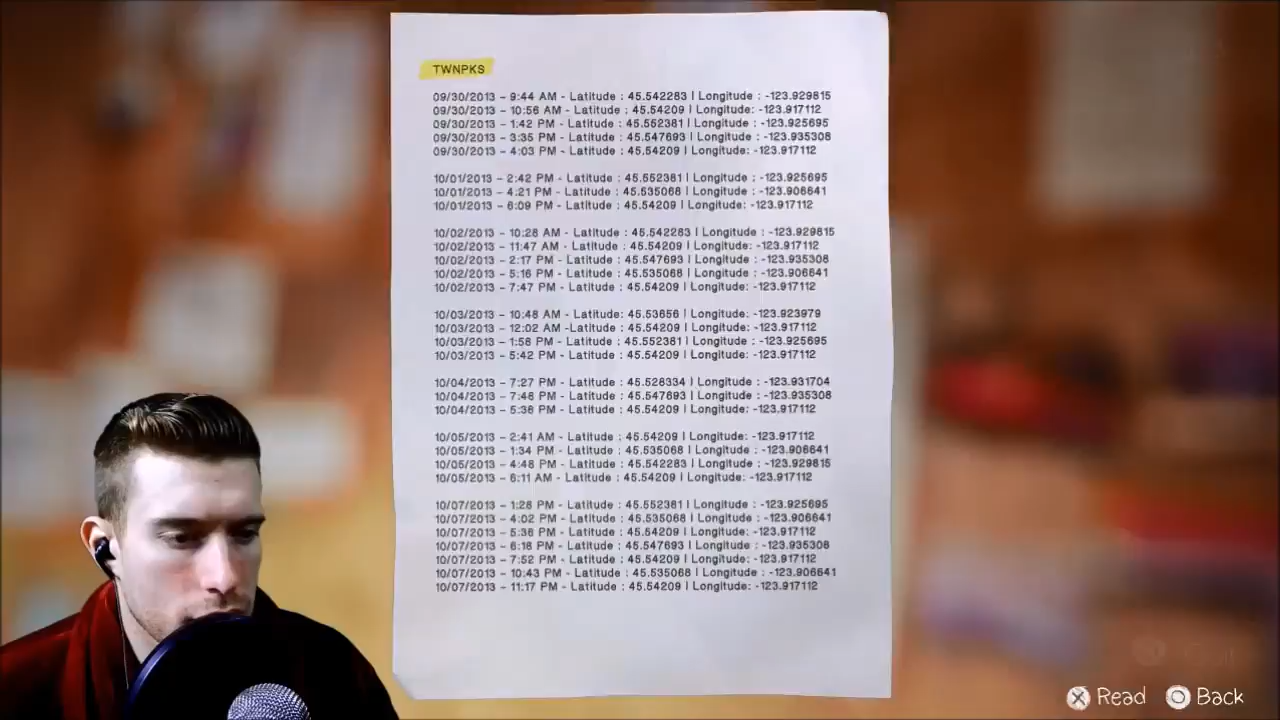 TWNPKS
09/30/2013 - 9:44 AM - Latitude : 45.542283 | Longitude : -123.929815
09/30/2013 - 10:56 AM - Latitude : 45.54209 | Longitude: -123.917112
09/30/2013 - 1:42 PM - Latitude : 45.552381 | Longitude : -123.925695
09/30/2013 - 3:35 PM - Latitude : 45.547693 | Longitude : -123.935308
09/30/2013 - 4:03 PM - Latitude : 45.54209 | Longitude: -123.917112
10/01/2013 - 2:42 PM - Latitude : 45.552381 | Longitude : -123.925695
10/01/2013 - 4:21 PM - Latitude : 45.535068 | Longitude : -123.906641
10/01/2013 - 6:09 PM - Latitude : 45.54209 | Longitude: -123.917112
10/02/2013 - 10:28 AM - Latitude : 45.542283 | Longitude : -123.929815
10/02/2013 - 11:47 AM - Latitude : 45.54209 | Longitude: -123.917112
10/02/2013 - 2:17 PM - Latitude : 45.547693 | Longitude : -123.935308
10/02/2013 - 5:16 PM - Latitude : 45.535068 | Longitude : -123.906641
10/02/2013 - 7:47 PM - Latitude : 45.54209 | Longitude: -123.917112
10/03/2013 - 10:48 AM - Latitude: 45.53656 | Longitude: -123.923979
10/03/2013 - 12:02 AM - Latitude : 45.54209 | Longitude: -123.917112
10/03/2013 - 1:58 PM - Latitude : 45.552381 | Longitude : -123.925695
10/03/2013 - 5:42 PM - Latitude : 45.54209 | Longitude: -123.917112
10/04/2013 - 7:27 PM - Latitude : 45.528334 | Longitude : -123.931704
10/04/2013 - 7:46 PM - Latitude : 45.547693 | Longitude : -123.935308
10/04/2013 - 5:36 PM - Latitude : 45.54209 | Longitude: -123.917112
10/05/2013 - 2:41 AM - Latitude : 45.54209 | Longitude: -123.917112
10/05/2013 - 1:34 PM - Latitude : 45.535068 | Longitude : -123.906641
10/05/2013 - 4:48 PM - Latitude : 45.542283 | Longitude : -123.929815
10/05/2013 - 6:11 AM - Latitude : 45.54209 | Longitude: -123.917112
10/07/2013 - 1:26 PM - Latitude : 45.552381 | Longitude : -123.925695
10/07/2013 - 4:02 PM - Latitude : 45.535068 | Longitude : -123.906641
10/07/2013 - 5:36 PM - Latitude : 45.54209 | Longitude: -123.917112
10/07/2013 - 6:18 PM - Latitude : 45.547693 | Longitude : -123.935308
10/07/2013 - 7:52 PM - Latitude : 45.54209 | Longitude: -123.917112
10/07/2013 - 10:43 PM - Latitude : 45.535068 | Longitude : -123.906641
10/07/2013 - 11:17 PM - Latitude : 45.54209 | Longitude: -123.917112
Read Back